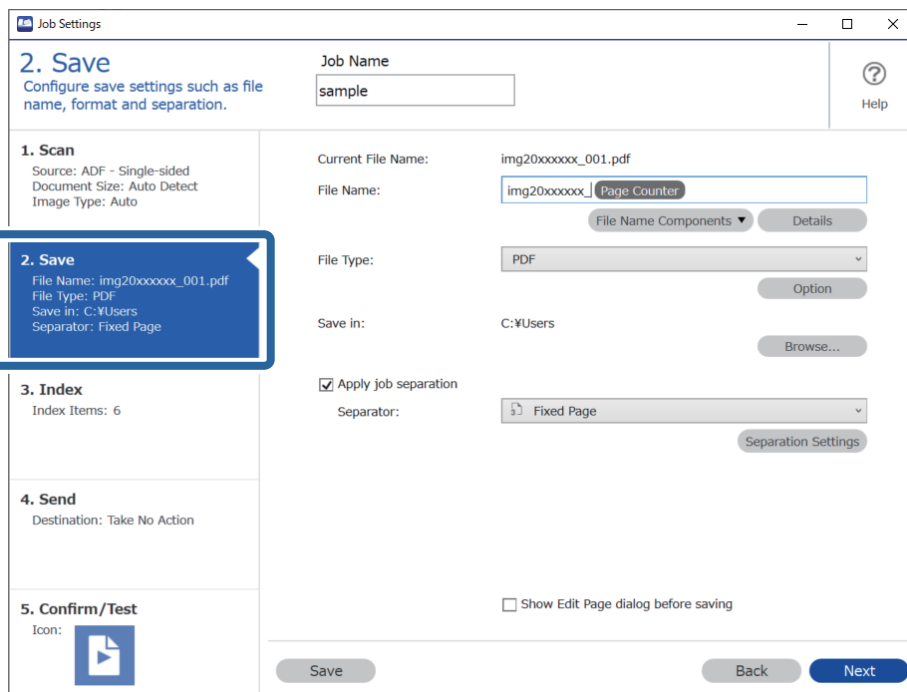 Job Settings
2. Save
Configure save settings such as file
name, format and separation.
Job Name
sample
Help
1. Scan
Source: ADF - Single-sided
Document Size: Auto Detect
Image Type: Auto
2. Save
File Name: img20xxxxxx_001.pdf
File Type: PDF
Save in: C:¥Users
Separator: Fixed Page
3. Index
Index Items: 6
4. Send
Destination: Take No Action
5. Confirm/Test
Icon:
Current File Name: img20xxxxxx_001.pdf
File Name: img20xxxxxx_ Page Counter
File Name Components ▼ Details
File Type: PDF
Option
Save in: C:¥Users
Browse...
Apply job separation
Separator: Fixed Page
Separation Settings
Show Edit Page dialog before saving
Save Back Next